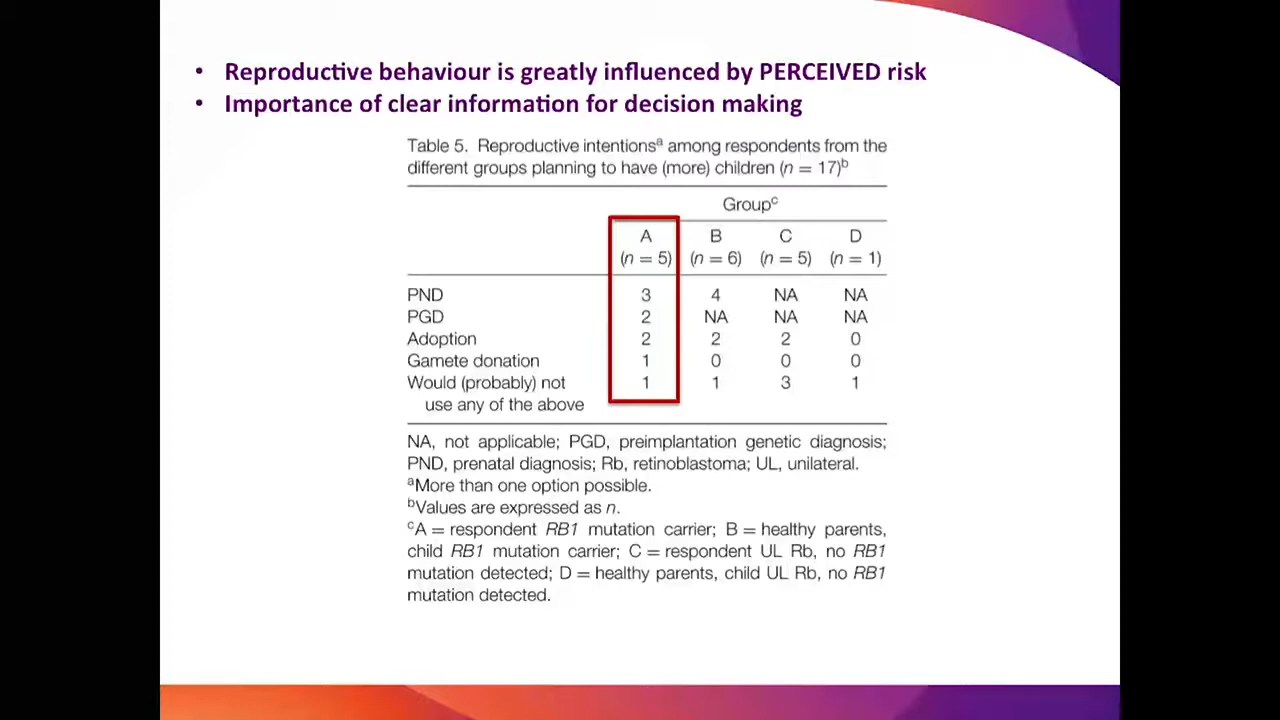 • Reproductive behaviour is greatly influenced by PERCEIVED risk
• Importance of clear information for decision making
Table 5. Reproductive intentionsᵃ among respondents from the
different groups planning to have (more) children (n = 17)ᵇ
Groupᶜ
A B C D
(n = 5) (n = 6) (n = 5) (n = 1)
PND 3 4 NA NA
PGD 2 NA NA NA
Adoption 2 2 2 0
Gamete donation 1 0 0 0
Would (probably) not 1 1 3 1
use any of the above
NA, not applicable; PGD, preimplantation genetic diagnosis;
PND, prenatal diagnosis; Rb, retinoblastoma; UL, unilateral.
ᵃMore than one option possible.
ᵇValues are expressed as n.
ᶜA = respondent RB1 mutation carrier; B = healthy parents,
child RB1 mutation carrier; C = respondent UL Rb, no RB1
mutation detected; D = healthy parents, child UL Rb, no RB1
mutation detected.